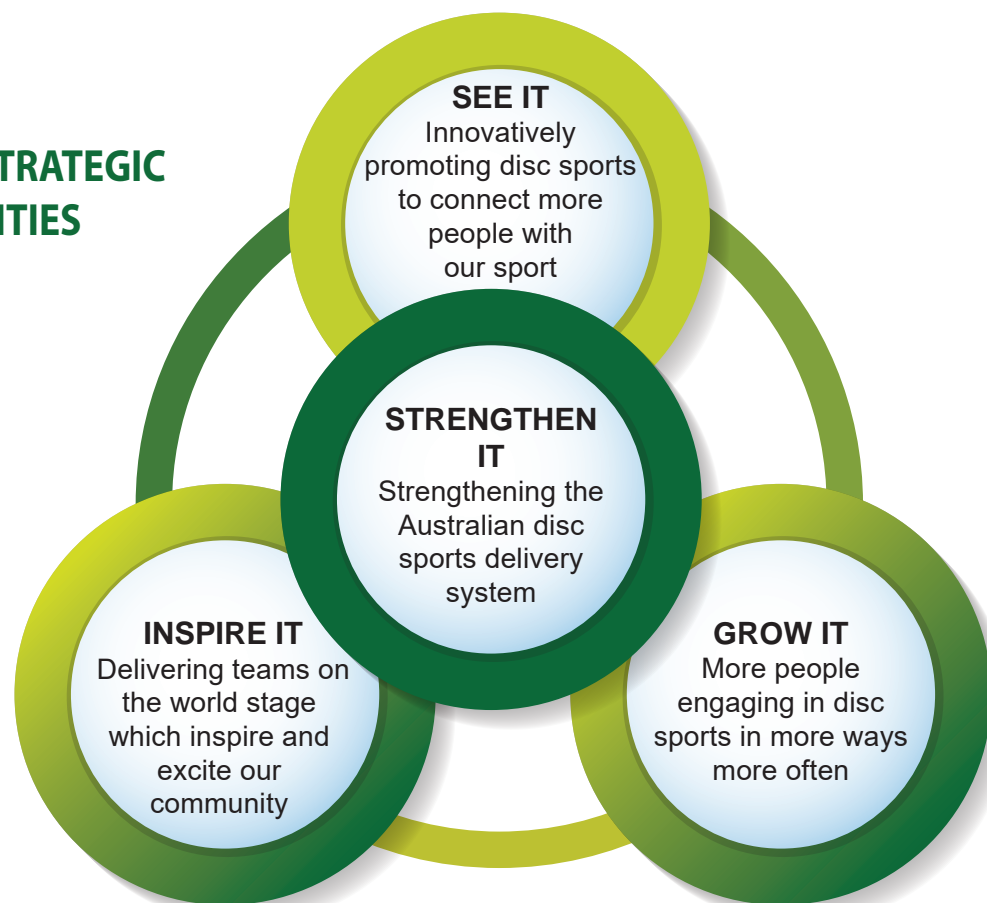 TRATEGIC
ITIES
SEE IT
Innovatively
promoting disc sports
to connect more
people with
our sport
STRENGTHEN
IT
Strengthening the
Australian disc
sports delivery
system
INSPIRE IT
Delivering teams on
the world stage
which inspire and
excite our
community
GROW IT
More people
engaging in disc
sports in more ways
more often